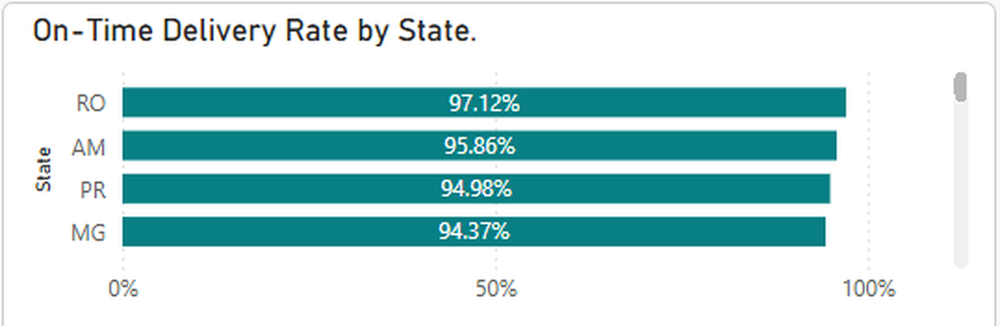 On-Time Delivery Rate by State.
State
RO 97.12%
AM 95.86%
PR 94.98%
MG 94.37%
0% 50% 100%